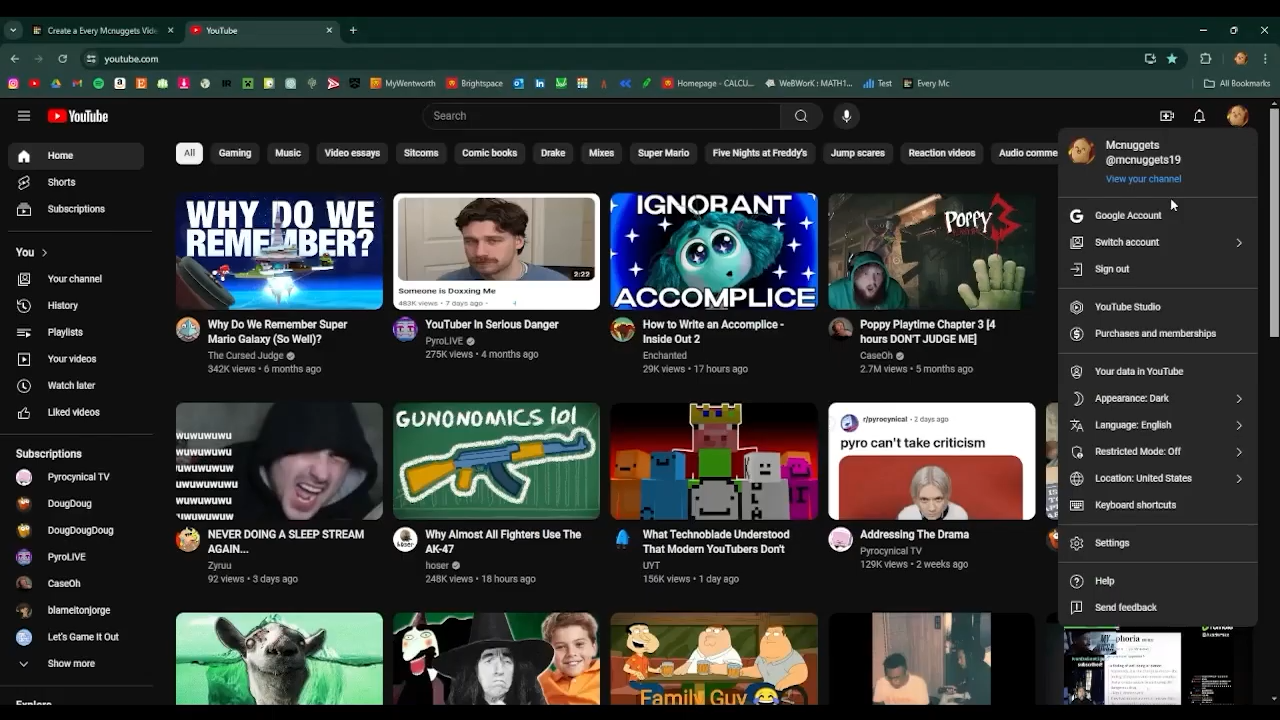 Create a Every Mcnuggets Vide
YouTube
youtube.com
MyWentworth
Brightspace
Homepage - CALCU...
WeBWorK : MATH1...
Test
Every Mc
All Bookmarks
YouTube
Search
Home
Shorts
Subscriptions
You
Your channel
History
Playlists
Your videos
Watch later
Liked videos
Subscriptions
Pyrocynical TV
DougDoug
DougDougDoug
PyroLIVE
CaseOh
blameitonjorge
Let's Game It Out
Show more
Explore
All
Gaming
Music
Video essays
Sitcoms
Comic books
Drake
Mixes
Super Mario
Five Nights at Freddy's
Jump scares
Reaction videos
Audio comme
WHY DO WE
REMEMBER?
Why Do We Remember Super
Mario Galaxy (So Well)?
The Cursed Judge
342K views • 6 months ago
2:22
Someone is Doxxing Me
483K views • 7 days ago
YouTuber In Serious Danger
PyroLIVE
275K views • 4 months ago
IGNORANT
ACCOMPLICE
How to Write an Accomplice -
Inside Out 2
Enchanted
29K views • 17 hours ago
POPPY
3
Poppy Playtime Chapter 3 [4
hours DON'T JUDGE ME]
CaseOh
2.7M views • 5 months ago
wuwuwuwu
wuwuwuwu
wuwuwuwu
wuwuwuwu
wuwuwuwu
wuwuwuwu
NEVER DOING A SLEEP STREAM
AGAIN...
Zyruu
92 views • 3 days ago
GUNONOMICS 101
Why Almost All Fighters Use The
AK-47
hoser
248K views • 18 hours ago
What Technoblade Understood
That Modern YouTubers Don't
UYT
156K views • 1 day ago
r/pyrocynical • 2 days ago
pyro can't take criticism
Addressing The Drama
Pyrocynical TV
129K views • 2 weeks ago
Family Guy
Mcnuggets
@mcnuggets19
View your channel
Google Account
Switch account
Sign out
YouTube Studio
Purchases and memberships
Your data in YouTube
Appearance: Dark
Language: English
Restricted Mode: Off
Location: United States
Keyboard shortcuts
Settings
Help
Send feedback